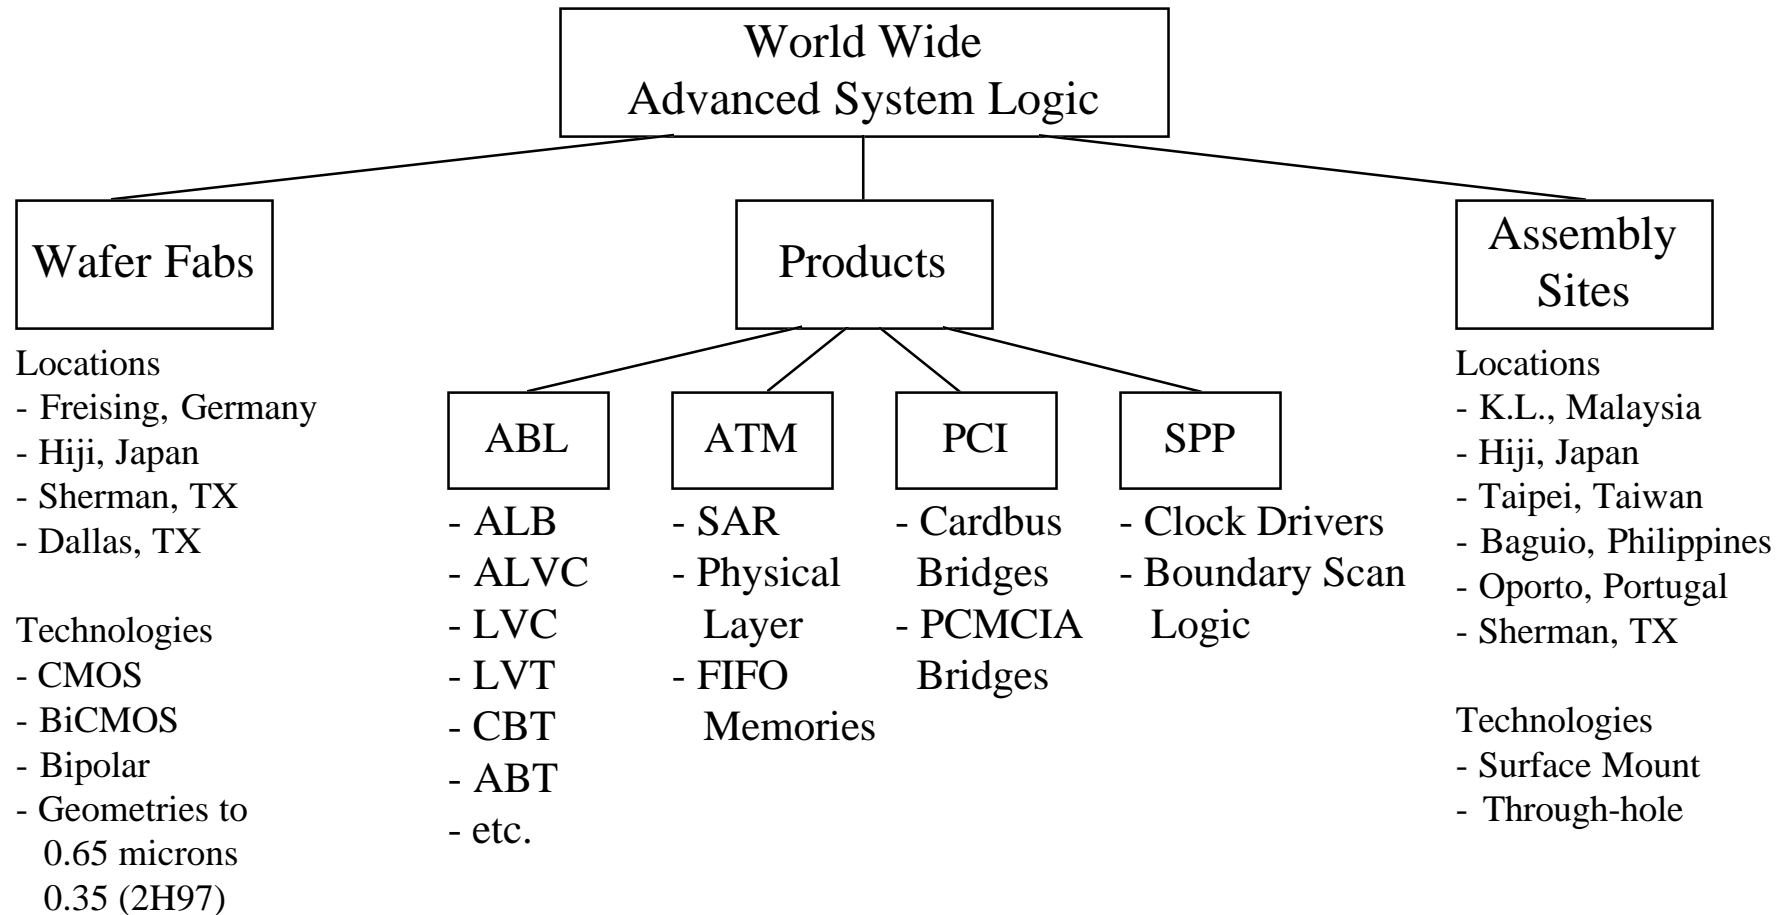 World Wide
Advanced System Logic
Wafer Fabs
Locations
- Freising, Germany
- Hiji, Japan
- Sherman, TX
- Dallas, TX
Technologies
- CMOS
- BiCMOS
- Bipolar
- Geometries to
0.65 microns
0.35 (2H97)
Products
ABL
- ALB
- ALVC
- LVC
- LVT
- CBT
- ABT
- etc.
ATM
- SAR
- Physical
Layer
- FIFO
Memories
PCI
- Cardbus
Bridges
- PCMCIA
Bridges
SPP
- Clock Drivers
- Boundary Scan
Logic
Assembly
Sites
Locations
- K.L., Malaysia
- Hiji, Japan
- Taipei, Taiwan
- Baguio, Philippines
- Oporto, Portugal
- Sherman, TX
Technologies
- Surface Mount
- Through-hole